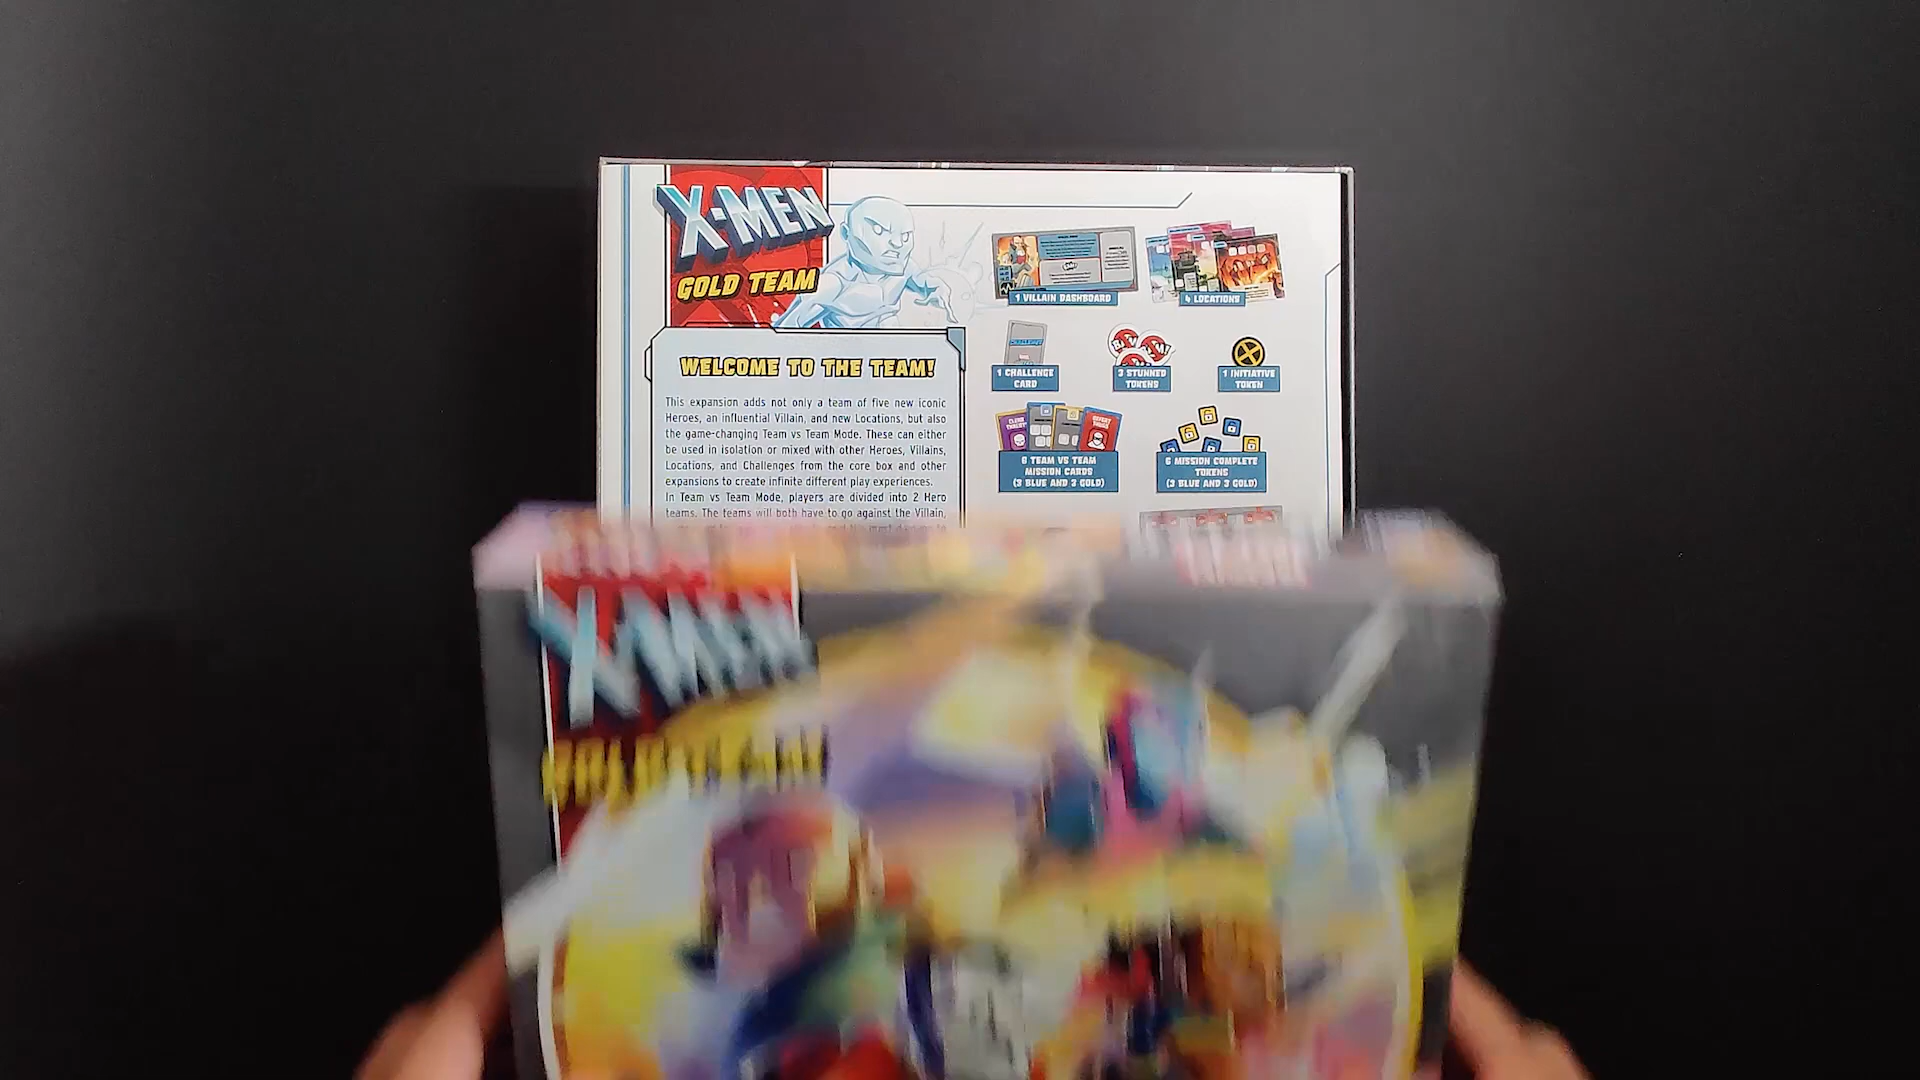 X-MEN
GOLD TEAM
WELCOME TO THE TEAM!
This expansion adds not only a team of five new iconic
Heroes, an influential Villain, and new Locations, but also
the game-changing Team vs Team Mode. These can either
be used in isolation or mixed with other Heroes, Villains,
Locations, and Challenges from the core box and other
expansions to create infinite different play experiences.
In Team vs Team Mode, players are divided into 2 Hero
teams. The teams will both have to go against the Villain,
1 VILLAIN DASHBOARD
4 LOCATIONS
CHALLENGE
1 CHALLENGE
CARD
3 STUNNED
TOKENS
1 INITIATIVE
TOKEN
6 TEAM VS TEAM
MISSION CARDS
(3 BLUE AND 3 GOLD)
6 MISSION COMPLETE
TOKENS
(3 BLUE AND 3 GOLD)
X-MEN